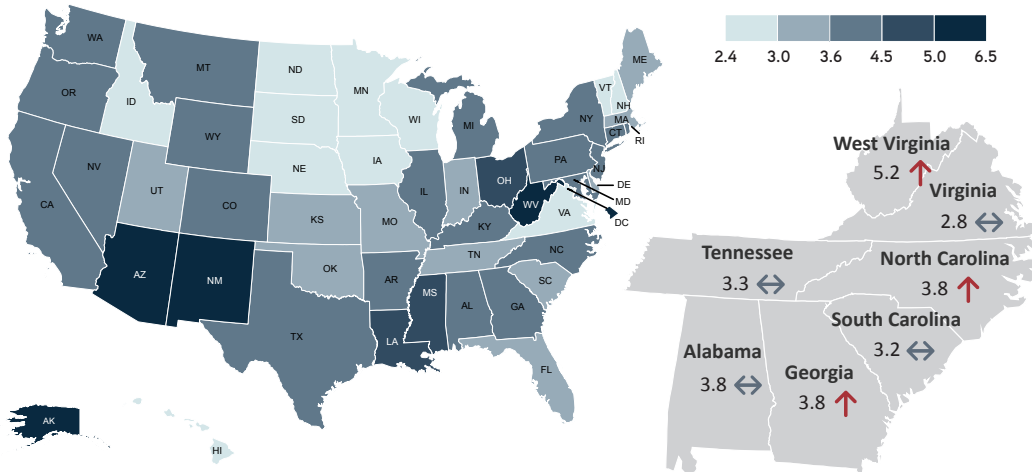 WA
OR
CA
NV
ID
MT
WY
UT
CO
AZ
NM
ND
SD
NE
KS
OK
TX
MN
IA
MO
AR
LA
WI
IL
MI
IN
OH
KY
TN
MS
AL
GA
FL
SC
NC
VA
WV
PA
NY
VT
NH
ME
MA
CT
RI
NJ
DE
MD
DC
AK
HI
2.4 3.0 3.6 4.5 5.0 6.5
West Virginia
5.2 ↑
Virginia
2.8 ↔
Tennessee
3.3 ↔
North Carolina
3.8 ↑
South Carolina
3.2 ↔
Alabama
3.8 ↔
Georgia
3.8 ↑